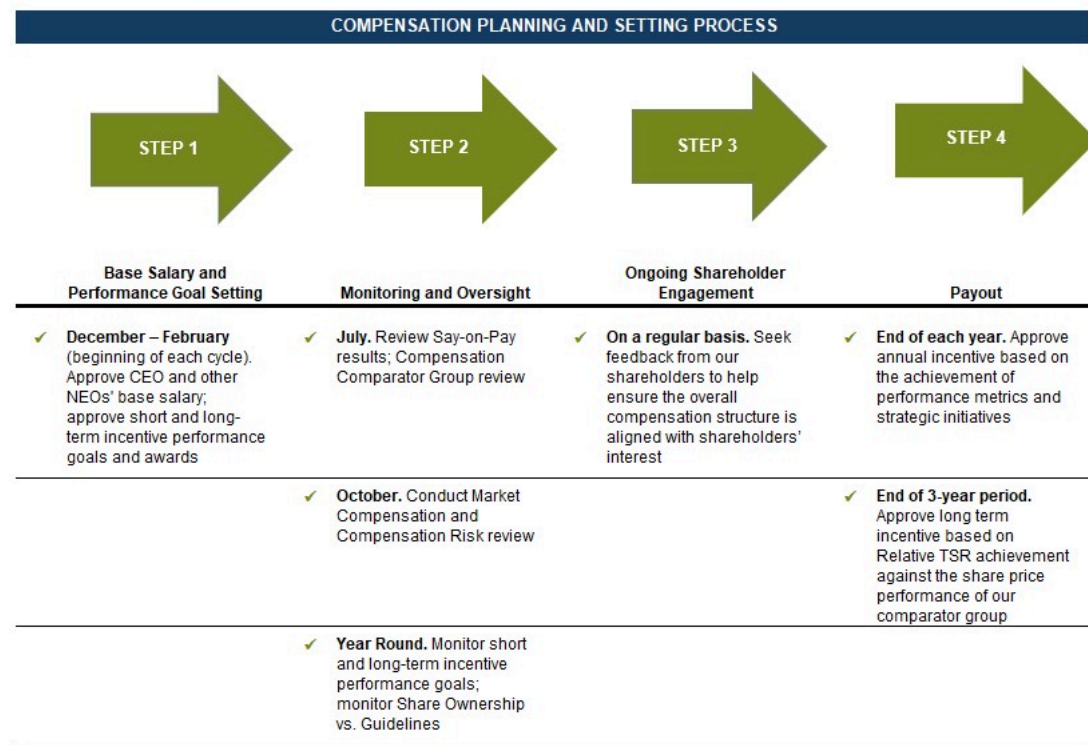 COMPENSATION PLANNING AND SETTING PROCESS
STEP 1
STEP 2
STEP 3
STEP 4
Base Salary and
Performance Goal Setting
Monitoring and Oversight
Ongoing Shareholder
Engagement
Payout
✓ December – February
(beginning of each cycle).
Approve CEO and other
NEOs' base salary;
approve short and long-
term incentive performance
goals and awards
✓ July. Review Say-on-Pay
results; Compensation
Comparator Group review
✓ On a regular basis. Seek
feedback from our
shareholders to help
ensure the overall
compensation structure is
aligned with shareholders'
interest
✓ End of each year. Approve
annual incentive based on
the achievement of
performance metrics and
strategic initiatives
✓ October. Conduct Market
Compensation and
Compensation Risk review
✓ End of 3-year period.
Approve long term
incentive based on
Relative TSR achievement
against the share price
performance of our
comparator group
✓ Year Round. Monitor short
and long-term incentive
performance goals;
monitor Share Ownership
vs. Guidelines